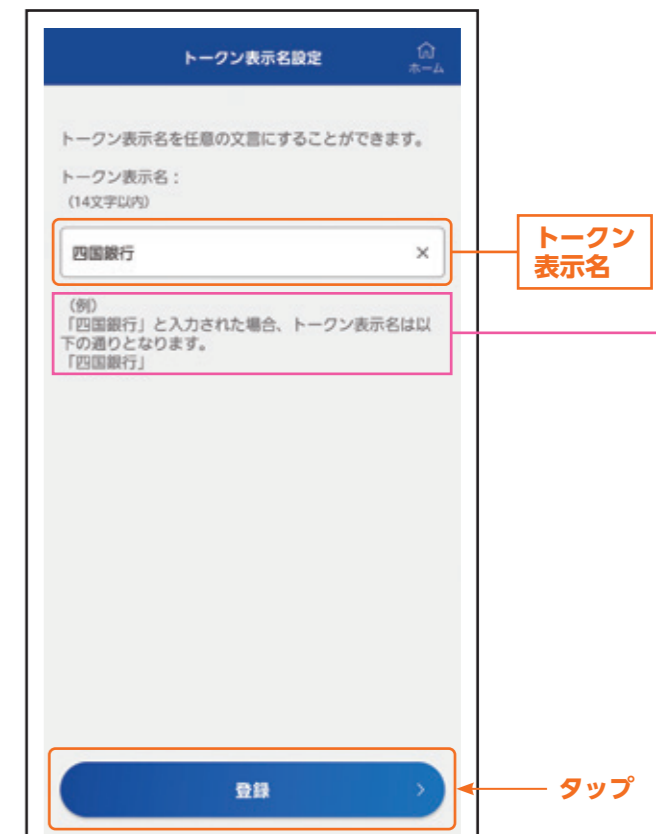 トークン表示名設定
ホーム
トークン表示名を任意の文言にすることができます。
トークン表示名：
（14文字以内）
四国銀行 ×
トークン
表示名
（例）
「四国銀行」と入力された場合、トークン表示名は以
下の通りとなります。
「四国銀行」
登録 >
タップ